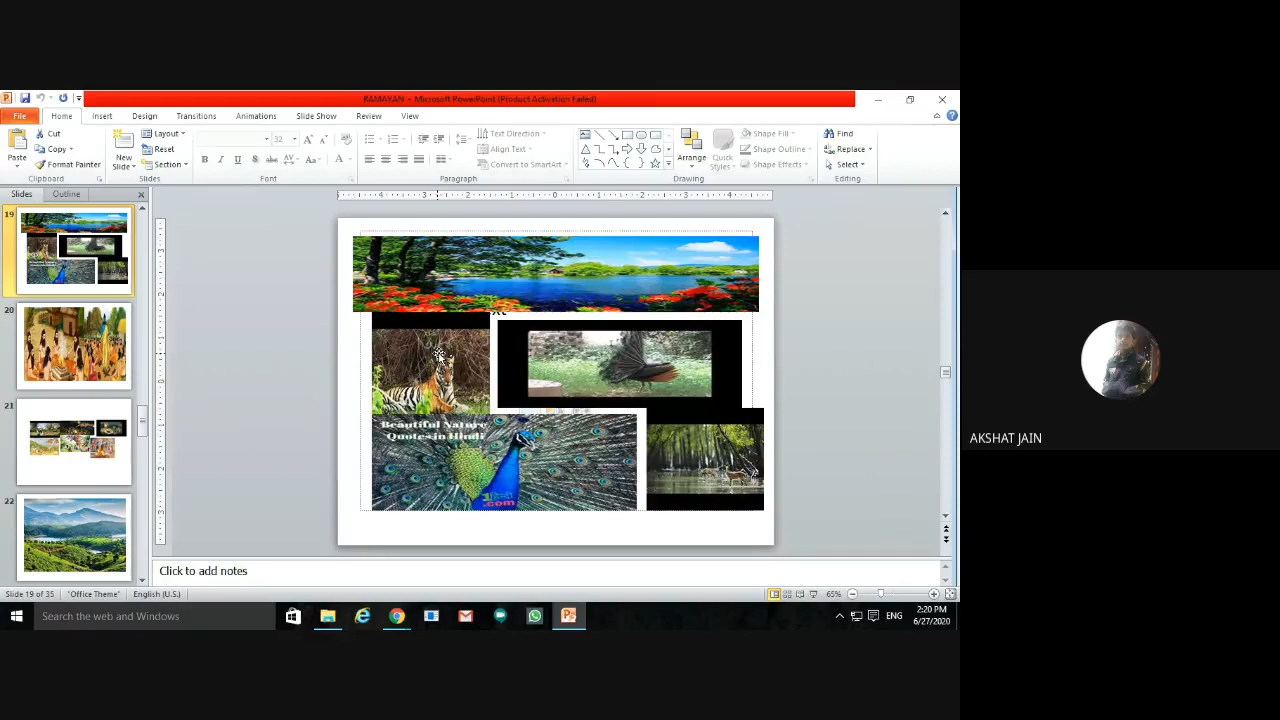 RAMAYAN - Microsoft PowerPoint (Product Activation Failed)
File Home Insert Design Transitions Animations Slide Show Review View
Paste
Cut
Copy
Format Painter
Clipboard
New Slide
Layout
Reset
Section
Slides
32
Font
Text Direction
Align Text
Convert to SmartArt
Paragraph
Arrange
Quick Styles
Shape Fill
Shape Outline
Shape Effects
Drawing
Find
Replace
Select
Editing
Slides Outline
19
20
21
22
Beautiful Nature
Quotes in Hindi
.com
AKSHAT JAIN
Click to add notes
Slide 19 of 35 "Office Theme" English (U.S.) 65%
Search the web and Windows
ENG
2:20 PM
6/27/2020